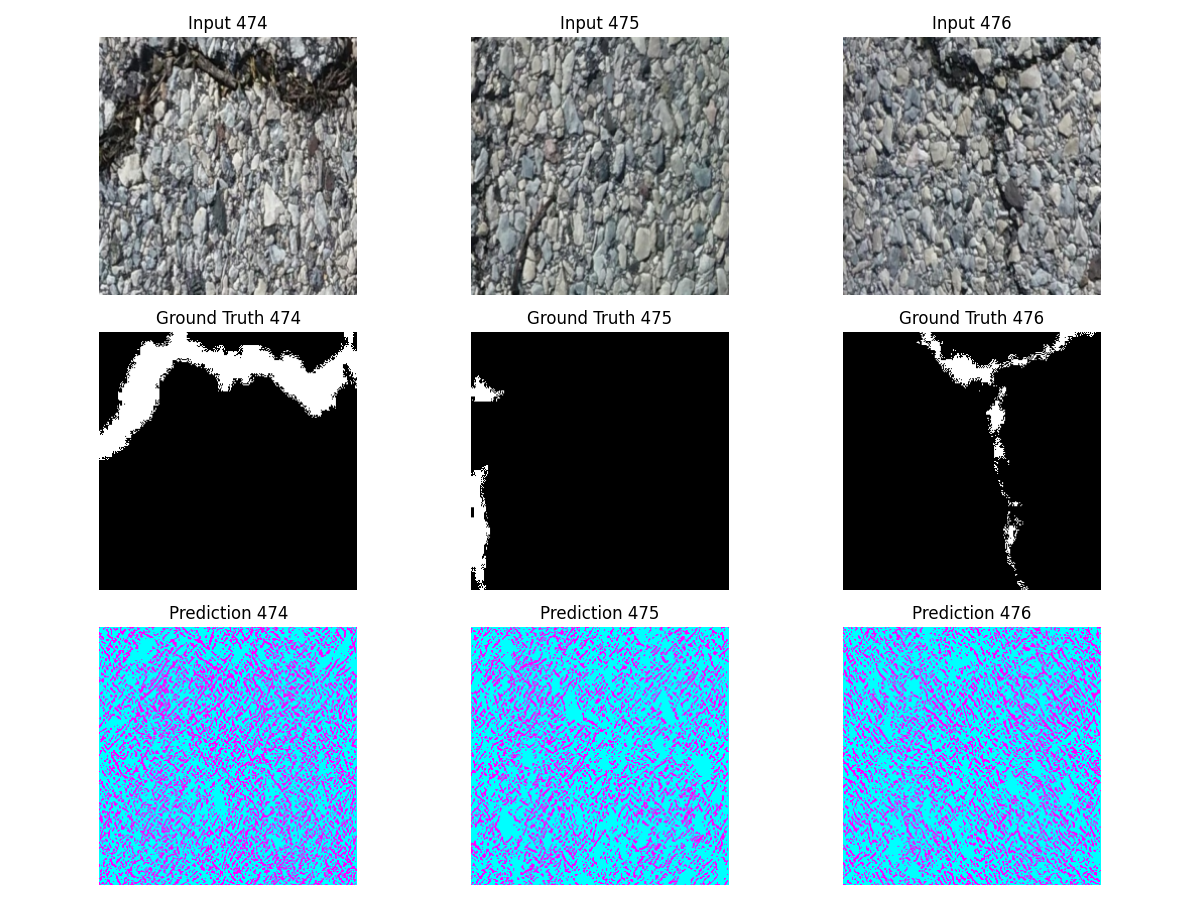 Input 474
Input 475
Input 476
Ground Truth 474
Ground Truth 475
Ground Truth 476
Prediction 474
Prediction 475
Prediction 476